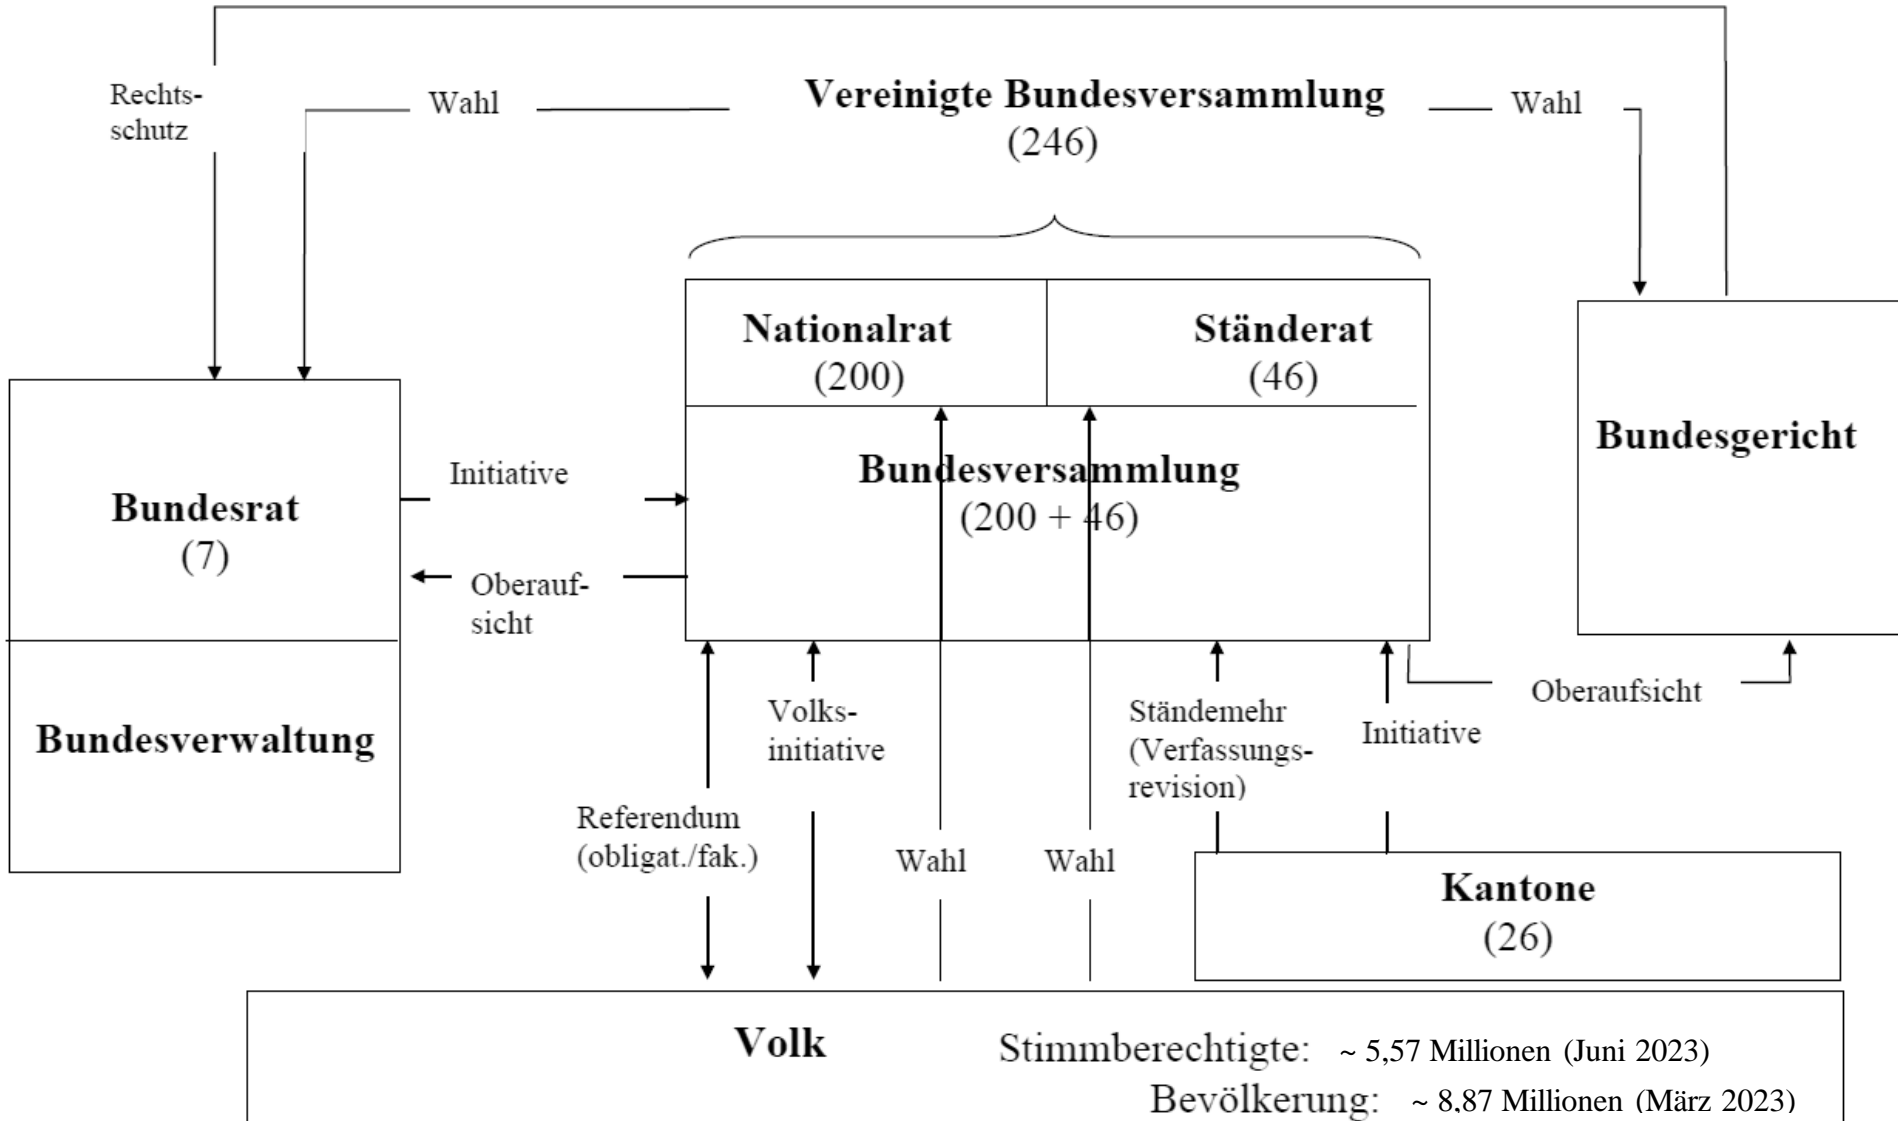 Rechts-
schutz
Wahl
Vereinigte Bundesversammlung
(246)
Wahl
Nationalrat
(200)
Ständerat
(46)
Bundesgericht
Bundesversammlung
(200 + 46)
Initiative
Bundesrat
(7)
Oberauf-
sicht
Bundesverwaltung
Volks-
initiative
Ständemehr
(Verfassungs-
revision)
Initiative
Oberaufsicht
Referendum
(obligat./fak.)
Wahl
Wahl
Kantone
(26)
Volk
Stimmberechtigte: ~ 5,57 Millionen (Juni 2023)
Bevölkerung: ~ 8,87 Millionen (März 2023)